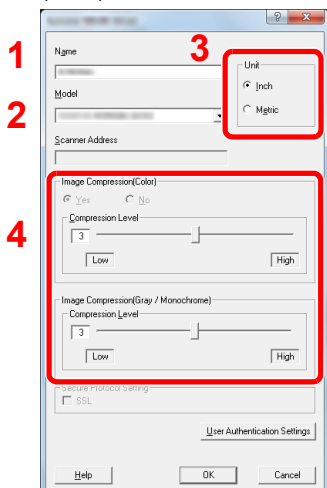 1
3
Name
Unit
Inch
Metric
2
Model
Scanner Address
4
Image Compression(Color)
Yes No
Compression Level
3
Low High
Image Compression(Gray / Monochrome)
Compression Level
3
Low High
Secure Protocol Setting
SSL
User Authentication Settings
Help OK Cancel